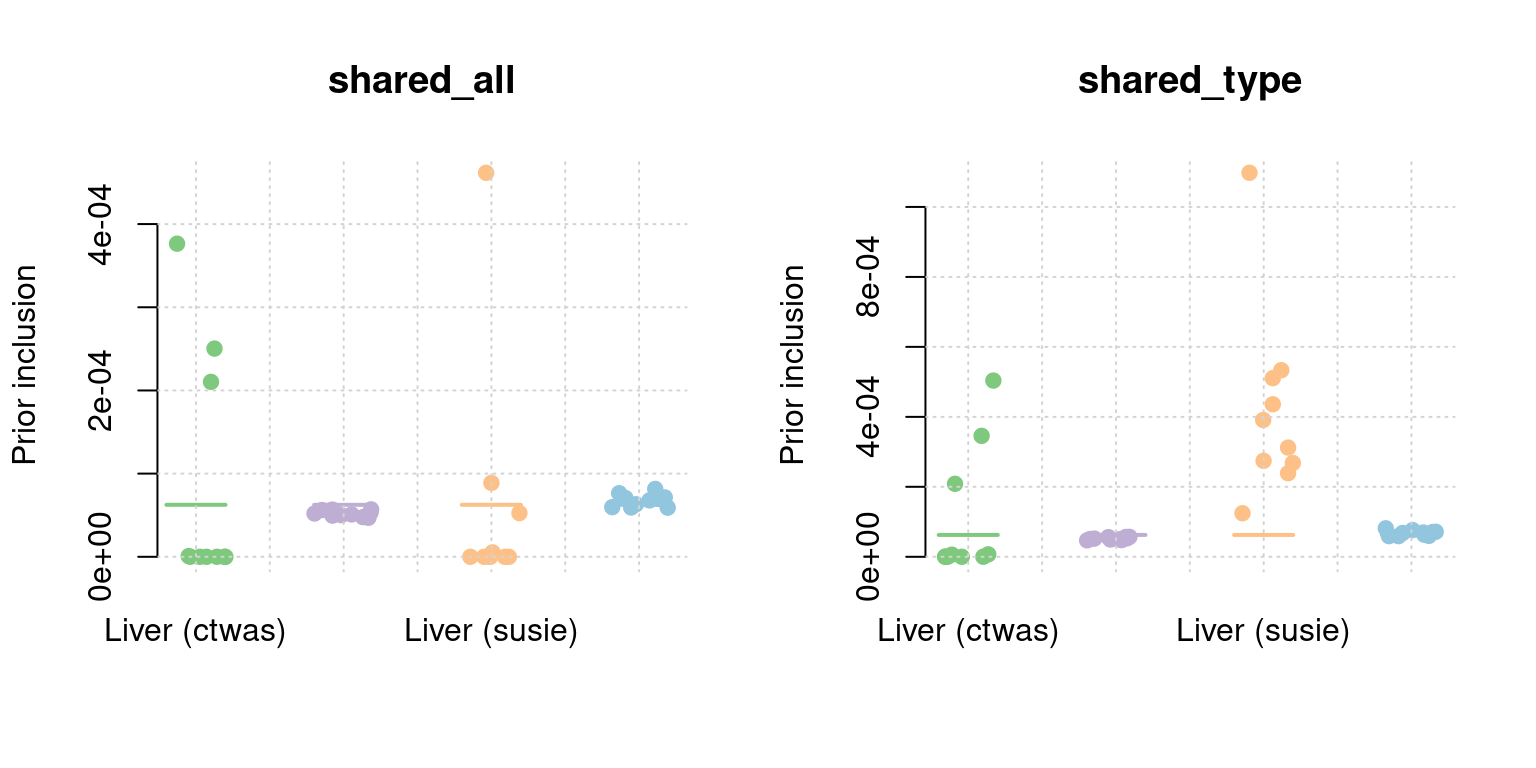 shared_all
Prior inclusion
4e-04
2e-04
0e+00
Liver (ctwas)
Liver (susie)
shared_type
Prior inclusion
8e-04
4e-04
0e+00
Liver (ctwas)
Liver (susie)